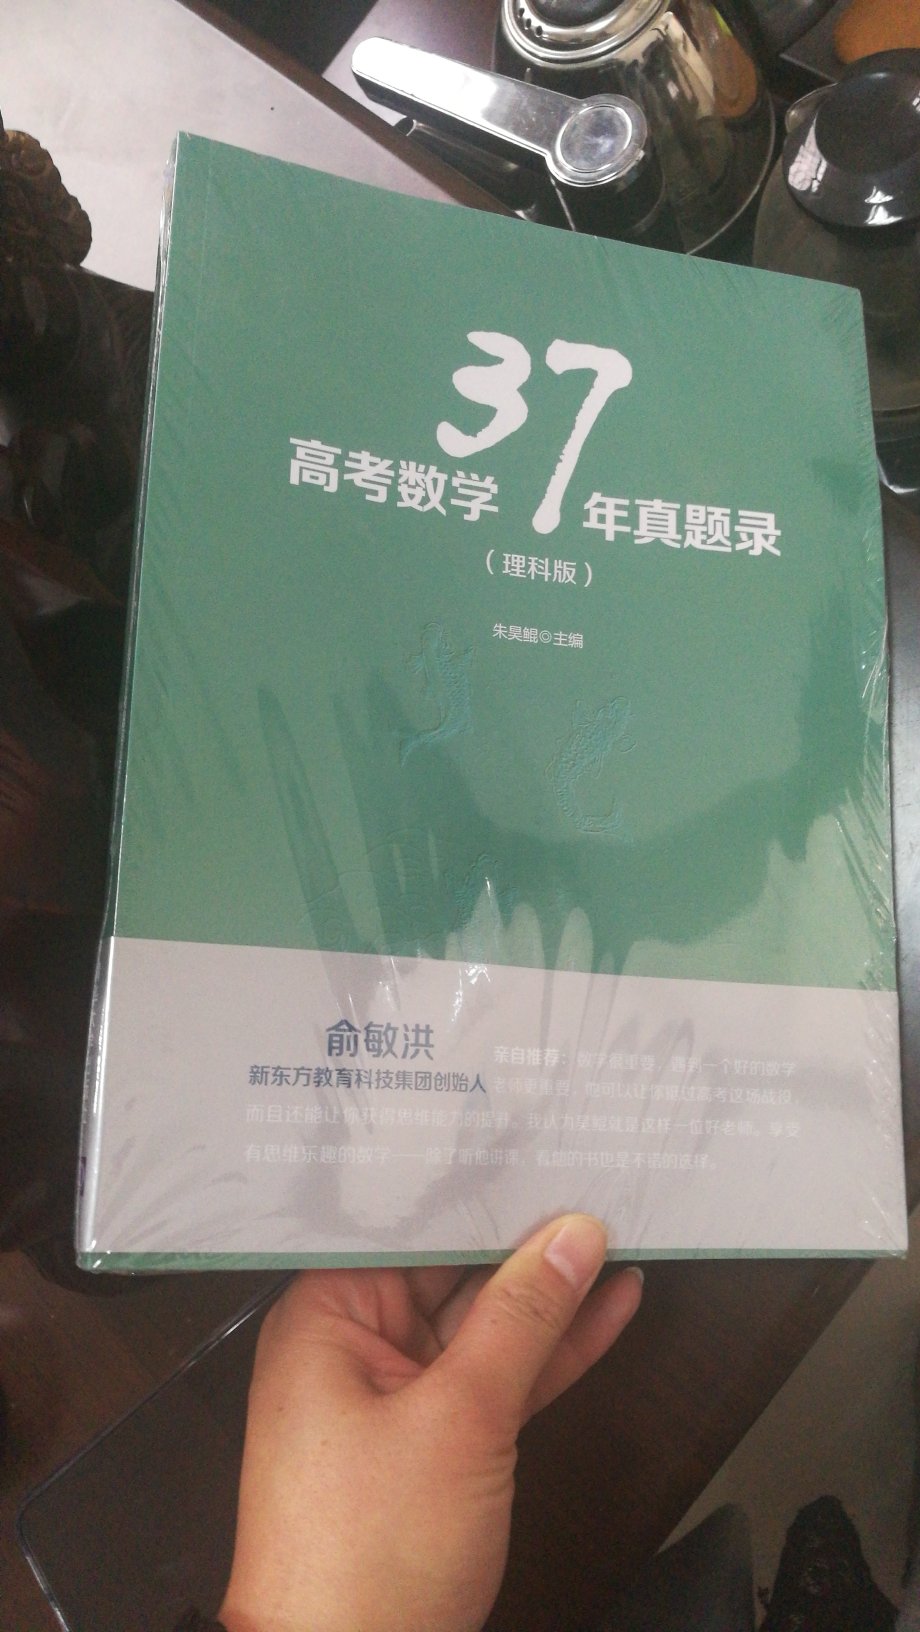 37
高考数学 年真题录
（理科版）
朱昊鲲◎主编
俞敏洪
新东方教育科技集团创始人
亲自推荐：数学很重要，遇到一个好的数学
老师更重要，他可以让你挺过高考这场战役，
而且还能让你获得思维能力的提升。我认为昊鲲就是这样一位好老师。享受
有思维乐趣的数学——除了听他讲课，看他的书也是不错的选择。